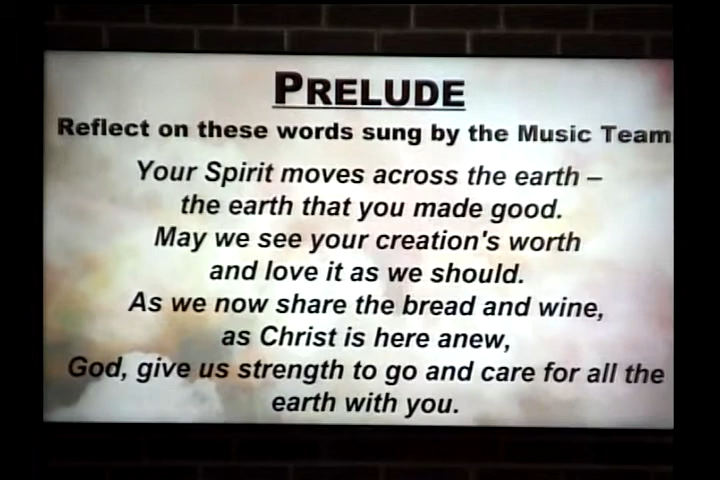 PRELUDE
Reflect on these words sung by the Music Team
Your Spirit moves across the earth –
the earth that you made good.
May we see your creation's worth
and love it as we should.
As we now share the bread and wine,
as Christ is here anew,
God, give us strength to go and care for all the
earth with you.